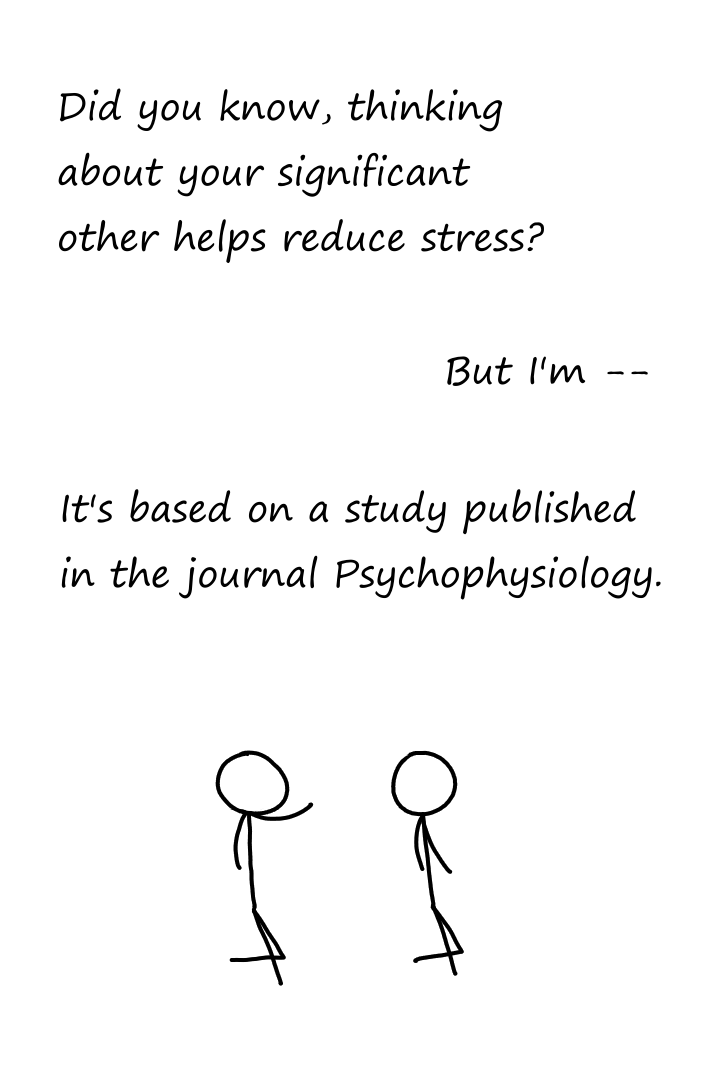 Did you know, thinking
about your significant
other helps reduce stress?
But I'm --
It's based on a study published
in the journal Psychophysiology.